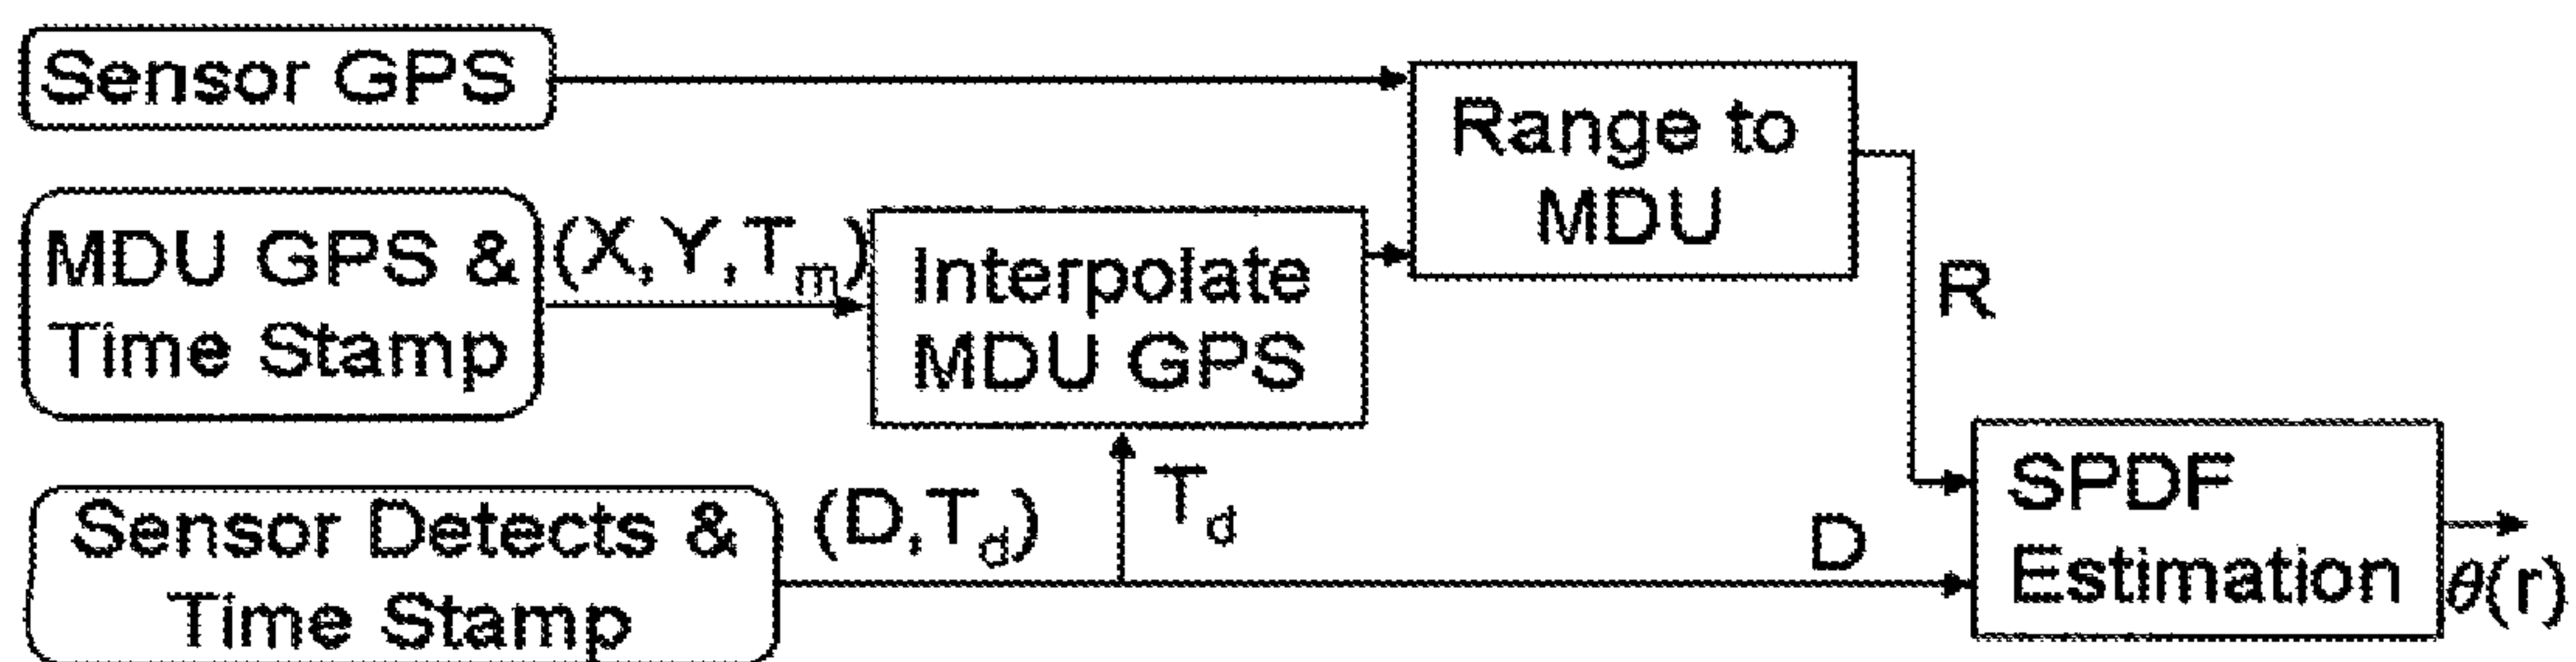 Sensor GPS
Range to
MDU
MDU GPS &
Time Stamp
(X,Y,Tm)
Interpolate
MDU GPS
R
Sensor Detects &
Time Stamp
(D,Td)
Td
D
SPDF
Estimation
θ(r)